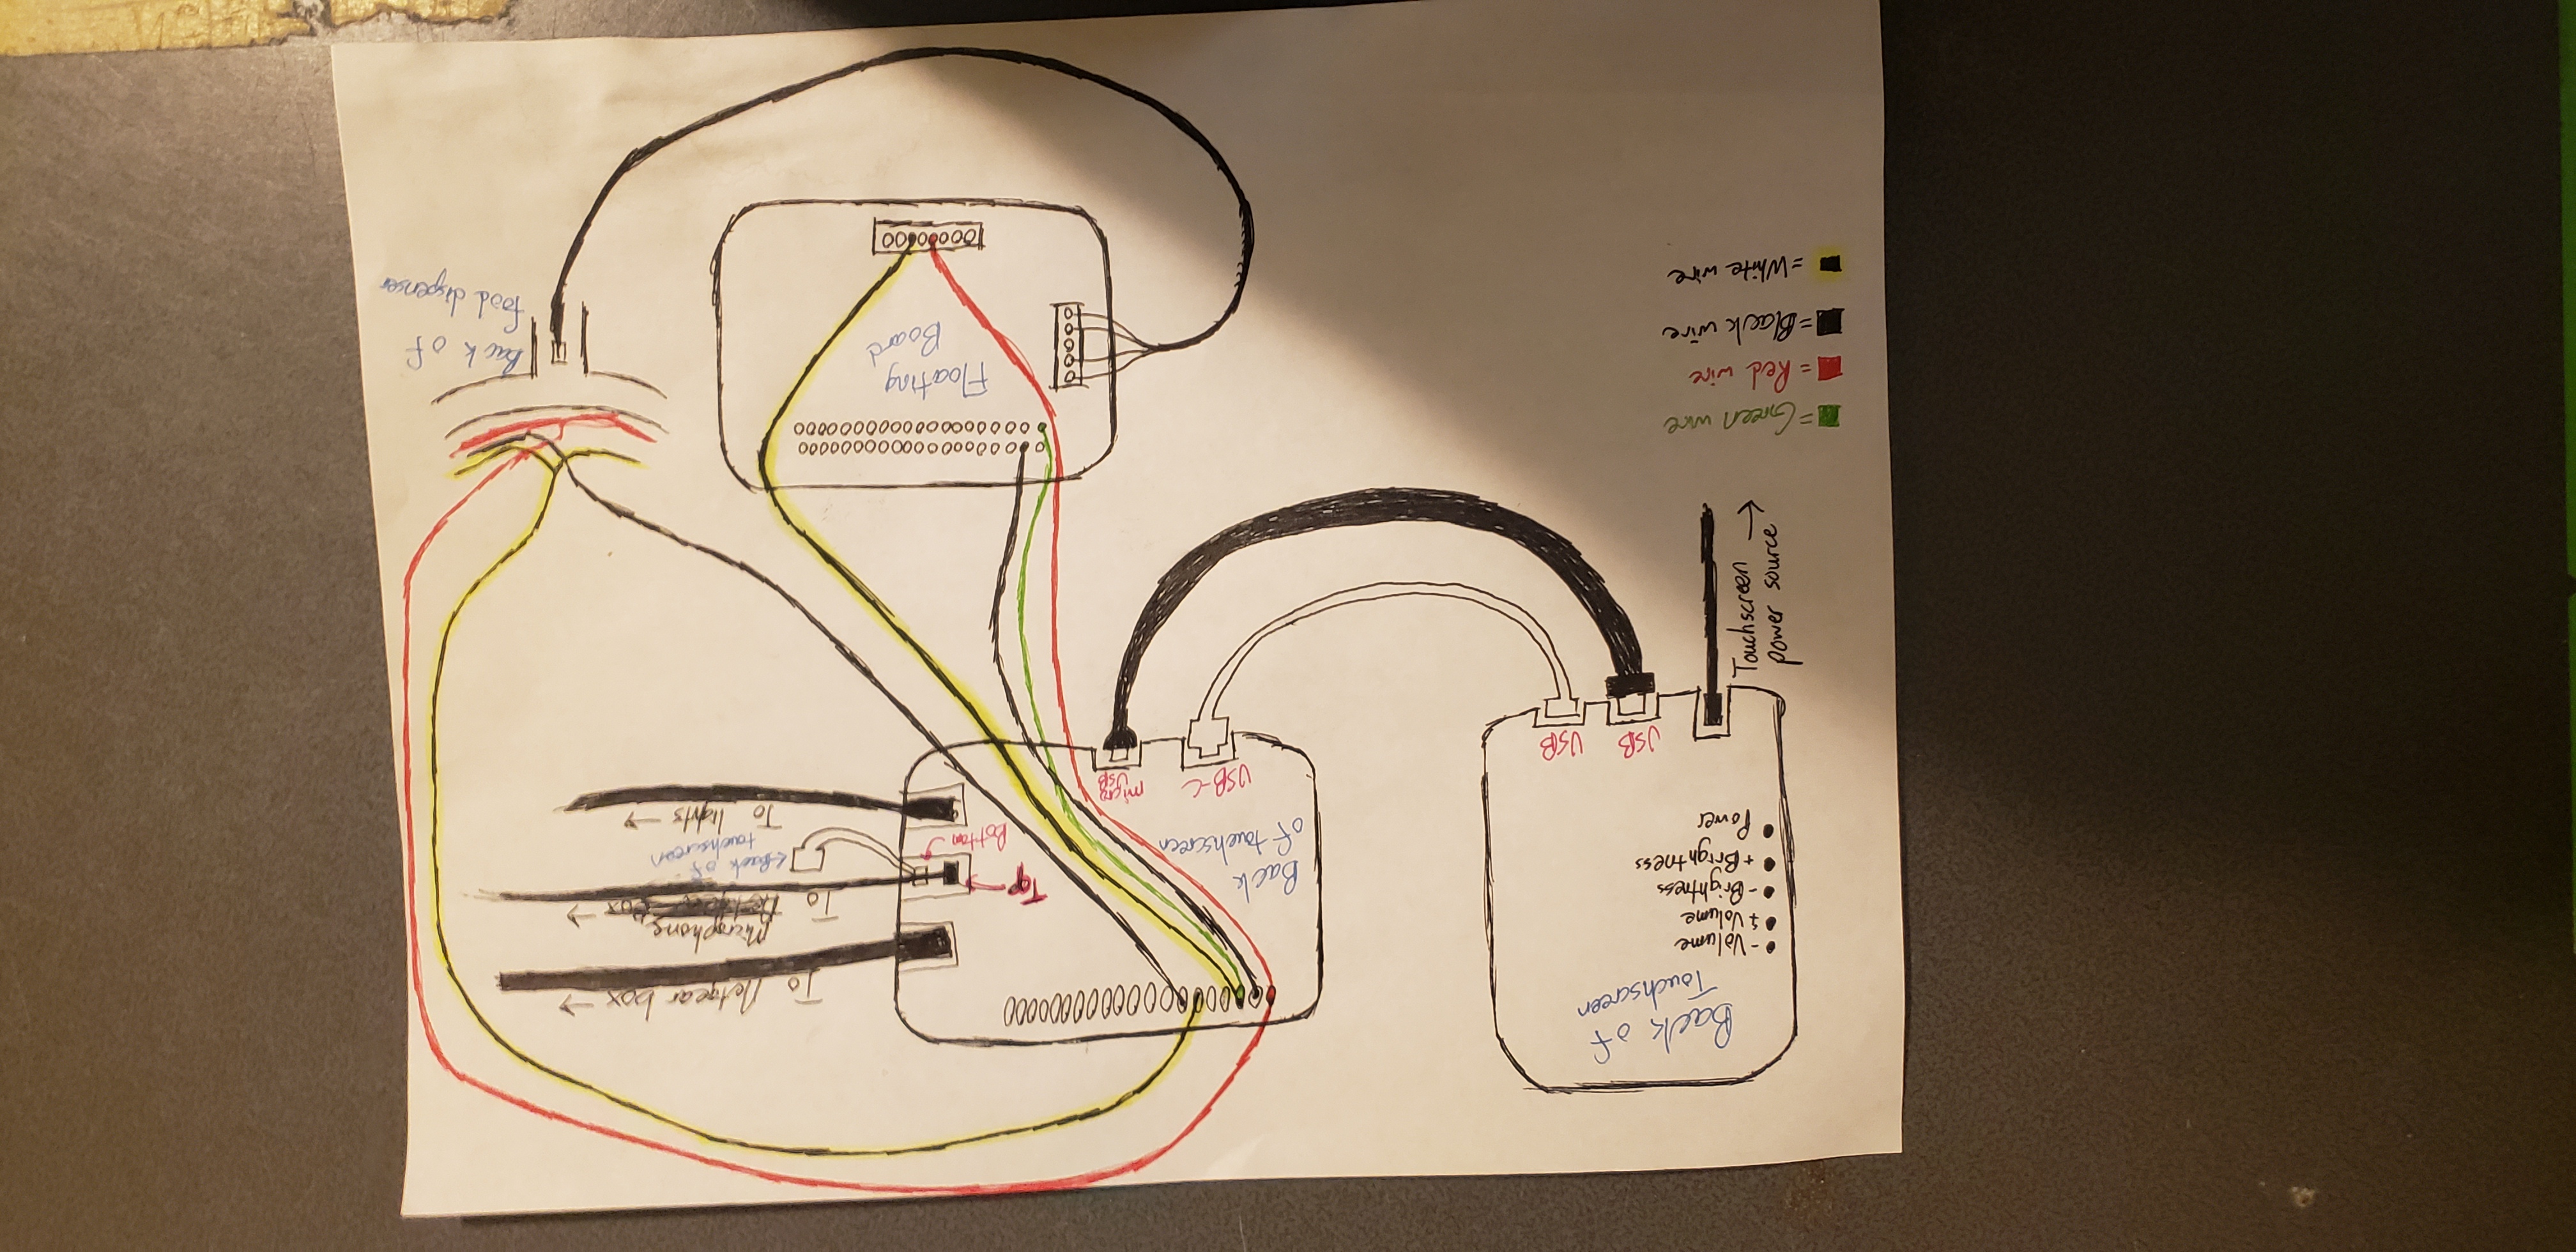 Back of
Touchscreen
- Volume
+ Volume
- Brightness
+ Brightness
Power
USB
USB
Touchscreen
power source →
= Green wire
= Red wire
= Black wire
= White wire
Back
of touchscreen
USB-C
micro
USB
Top →
Bottom
To Netgear box →
Microphone
To →
← Back of
touchscreen
To lights →
Floating
Board
Back of
food dispenser